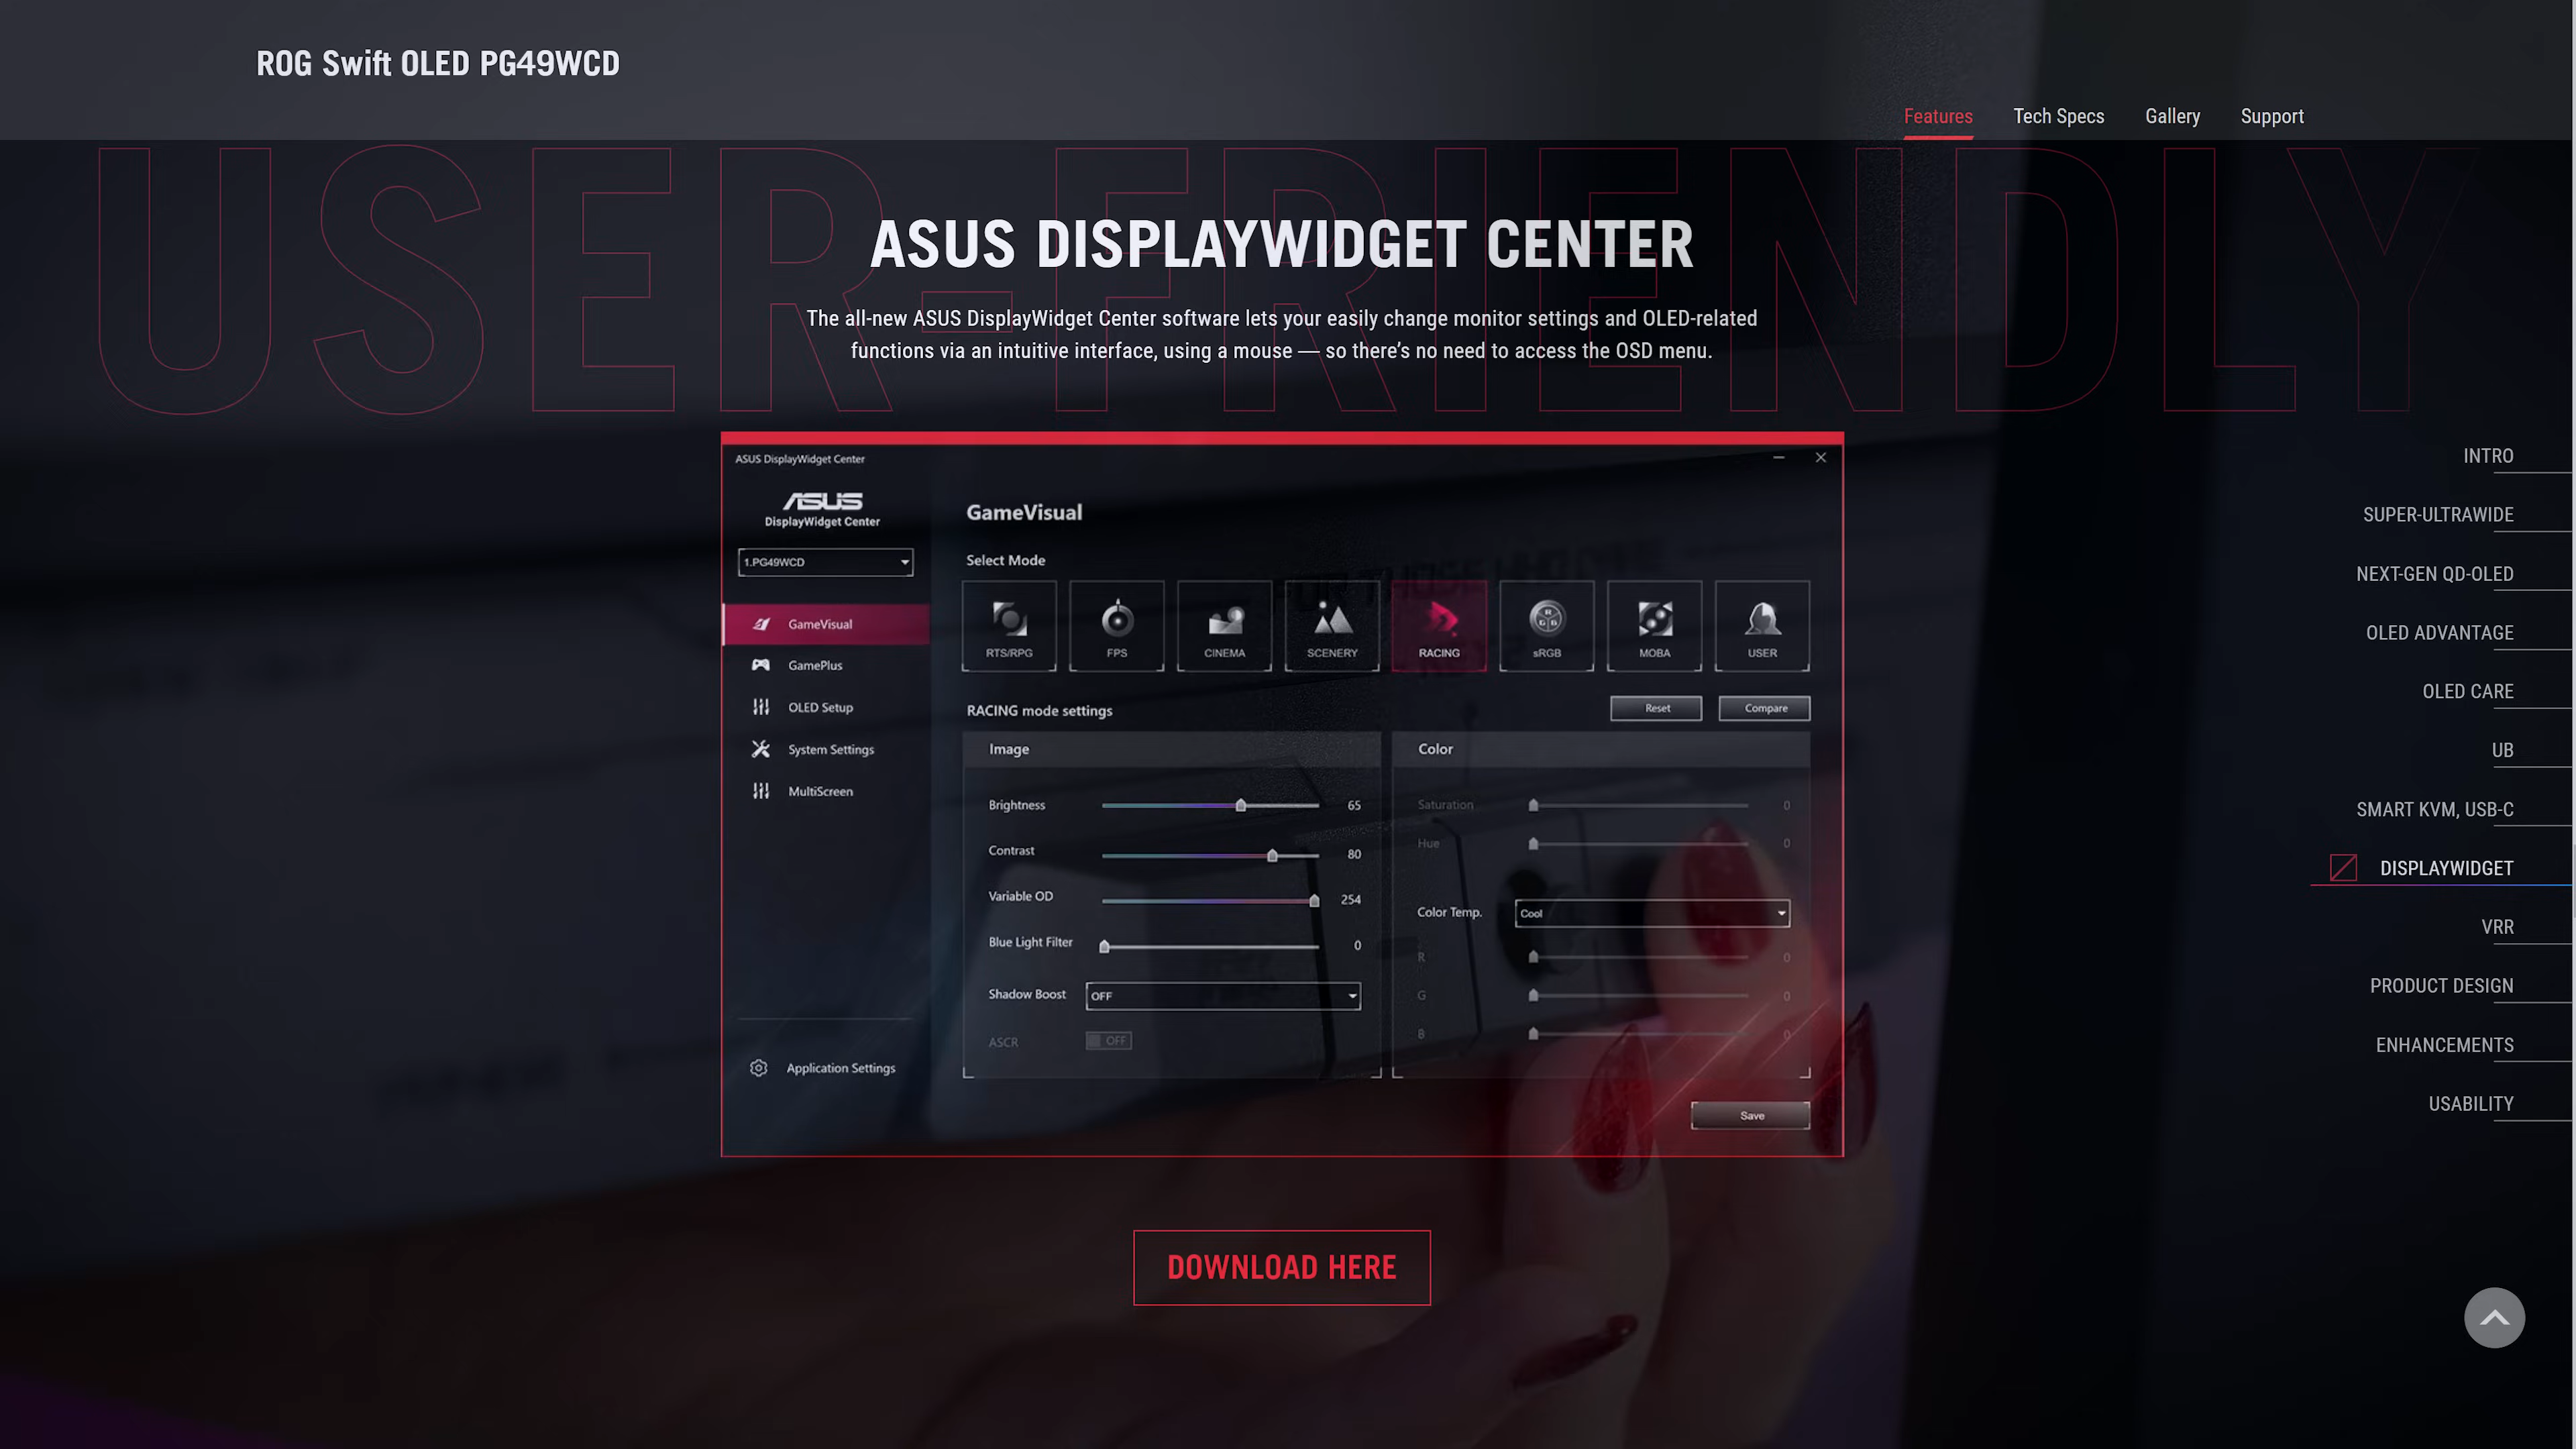 ROG Swift OLED PG49WCD
Features
Tech Specs
Gallery
Support
USER-FRIENDLY
ASUS DISPLAYWIDGET CENTER
The all-new ASUS DisplayWidget Center software lets your easily change monitor settings and OLED-related
functions via an intuitive interface, using a mouse — so there's no need to access the OSD menu.
ASUS DisplayWidget Center
ASUS
DisplayWidget Center
1.PG49WCD
GameVisual
GamePlus
OLED Setup
System Settings
MultiScreen
Application Settings
GameVisual
Select Mode
RTS/RPG
FPS
CINEMA
SCENERY
RACING
R G B
sRGB
MOBA
USER
RACING mode settings
Reset
Compare
Image
Brightness 65
Contrast 80
Variable OD 254
Blue Light Filter 0
Shadow Boost OFF
ASCR OFF
Color
Saturation 0
Hue 0
Color Temp. Cool
R 0
G 0
B 0
Save
DOWNLOAD HERE
INTRO
SUPER-ULTRAWIDE
NEXT-GEN QD-OLED
OLED ADVANTAGE
OLED CARE
UB
SMART KVM, USB-C
DISPLAYWIDGET
VRR
PRODUCT DESIGN
ENHANCEMENTS
USABILITY